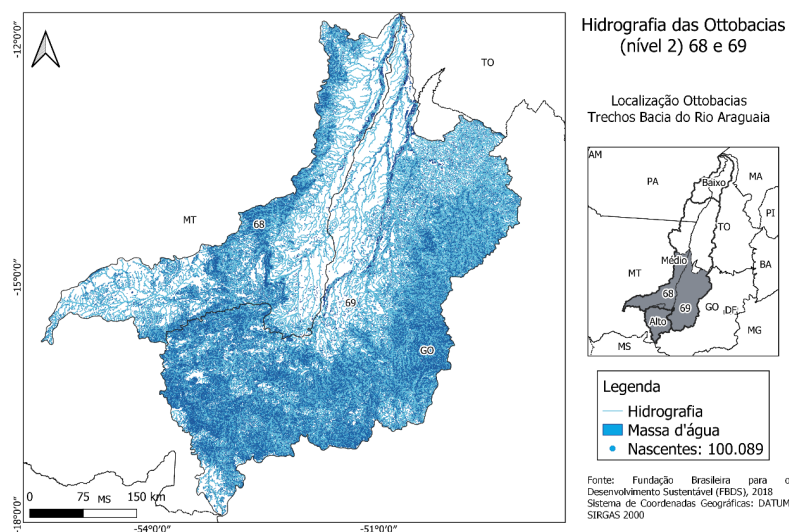 Hidrografia das Ottobacias
(nível 2) 68 e 69
Localização Ottobacias
Trechos Bacia do Rio Araguaia
-12°0'0"
-15°0'0"
-18°0'0"
-54°0'0"
-51°0'0"
TO
MT
68
69
GO
MS
0 75 150 km
AM
PA
Baixo
MA
PI
TO
Médio
BA
MT
68
69
GO
DF
Alto
MG
MS
Legenda
Hidrografia
Massa d'água
Nascentes: 100.089
Fonte: Fundação Brasileira para o
Desenvolvimento Sustentável (FBDS), 2018
Sistema de Coordenadas Geográficas: DATUM
SIRGAS 2000